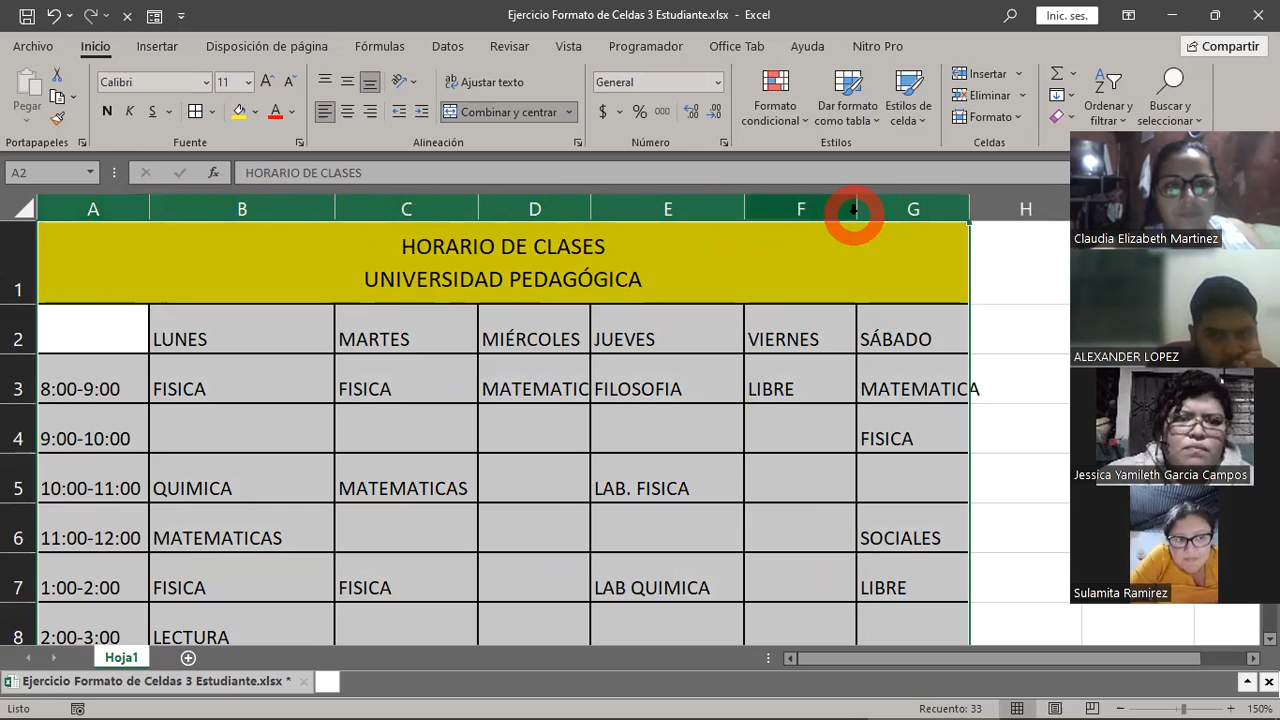 Ejercicio Formato de Celdas 3 Estudiante.xlsx - Excel
Inic. ses.
Archivo Inicio Insertar Disposición de página Fórmulas Datos Revisar Vista Programador Office Tab Ayuda Nitro Pro Compartir
Pegar
Calibri 11
N K S
Ajustar texto
Combinar y centrar
General
$ % 000
Formato condicional
Dar formato como tabla
Estilos de celda
Insertar
Eliminar
Formato
Ordenar y filtrar
Buscar y seleccionar
Portapapeles Fuente Alineación Número Estilos Celdas
A2 fx HORARIO DE CLASES
A B C D E F G H
1 HORARIO DE CLASES
UNIVERSIDAD PEDAGÓGICA
2 LUNES MARTES MIÉRCOLES JUEVES VIERNES SÁBADO
3 8:00-9:00 FISICA FISICA MATEMATIC FILOSOFIA LIBRE MATEMATICA
4 9:00-10:00 FISICA
5 10:00-11:00 QUIMICA MATEMATICAS LAB. FISICA
6 11:00-12:00 MATEMATICAS SOCIALES
7 1:00-2:00 FISICA FISICA LAB QUIMICA LIBRE
8 2:00-3:00 LECTURA
Claudia Elizabeth Martinez
ALEXANDER LOPEZ
Jessica Yamileth Garcia Campos
Sulamita Ramirez
Hoja1
Ejercicio Formato de Celdas 3 Estudiante.xlsx *
Listo Recuento: 33 150%